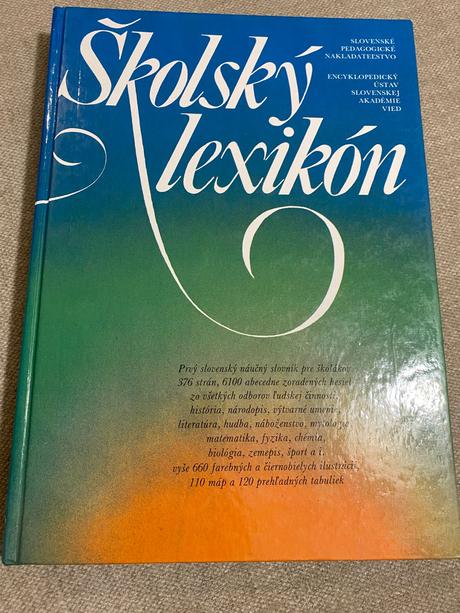 Školský
lexikón
SLOVENSKÉ
PEDAGOGICKÉ
NAKLADATEĽSTVO
ENCYKLOPEDICKÝ
ÚSTAV
SLOVENSKEJ
AKADÉMIE
VIED
Prvý slovenský náučný slovník pre školákov
376 strán, 6100 abecedne zoradených hesiel
zo všetkých odborov ľudskej činnosti:
história, národopis, výtvarné umenie,
literatúra, hudba, náboženstvo, mytológia
matematika, fyzika, chémia,
biológia, zemepis, šport a i.
vyše 660 farebných a čiernobielych ilustrácií
110 máp a 120 prehľadných tabuliek